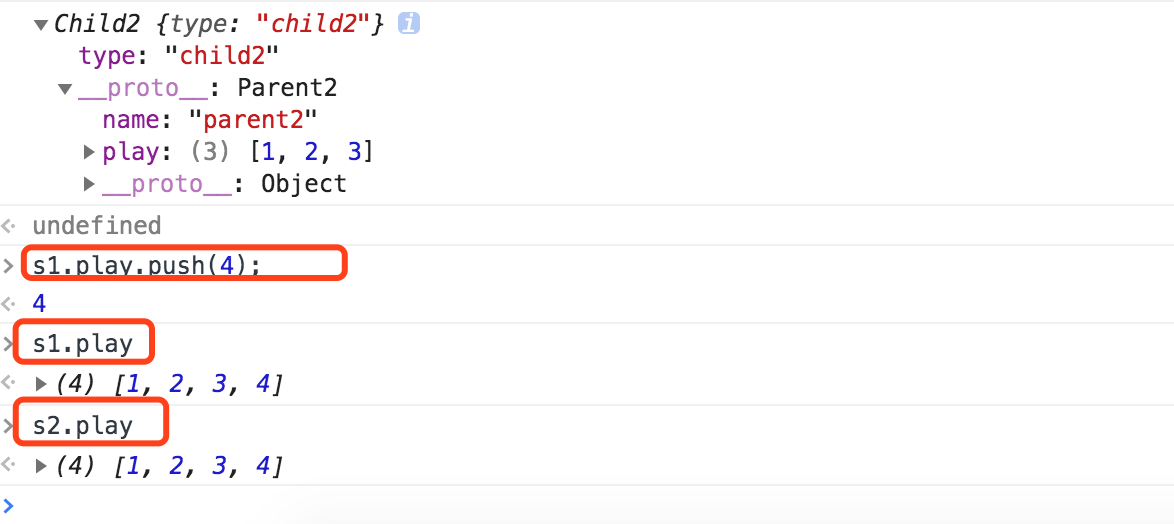 Child2 {type: "child2"} i
type: "child2"
__proto__: Parent2
name: "parent2"
play: (3) [1, 2, 3]
__proto__: Object
undefined
s1.play.push(4);
4
s1.play
(4) [1, 2, 3, 4]
s2.play
(4) [1, 2, 3, 4]